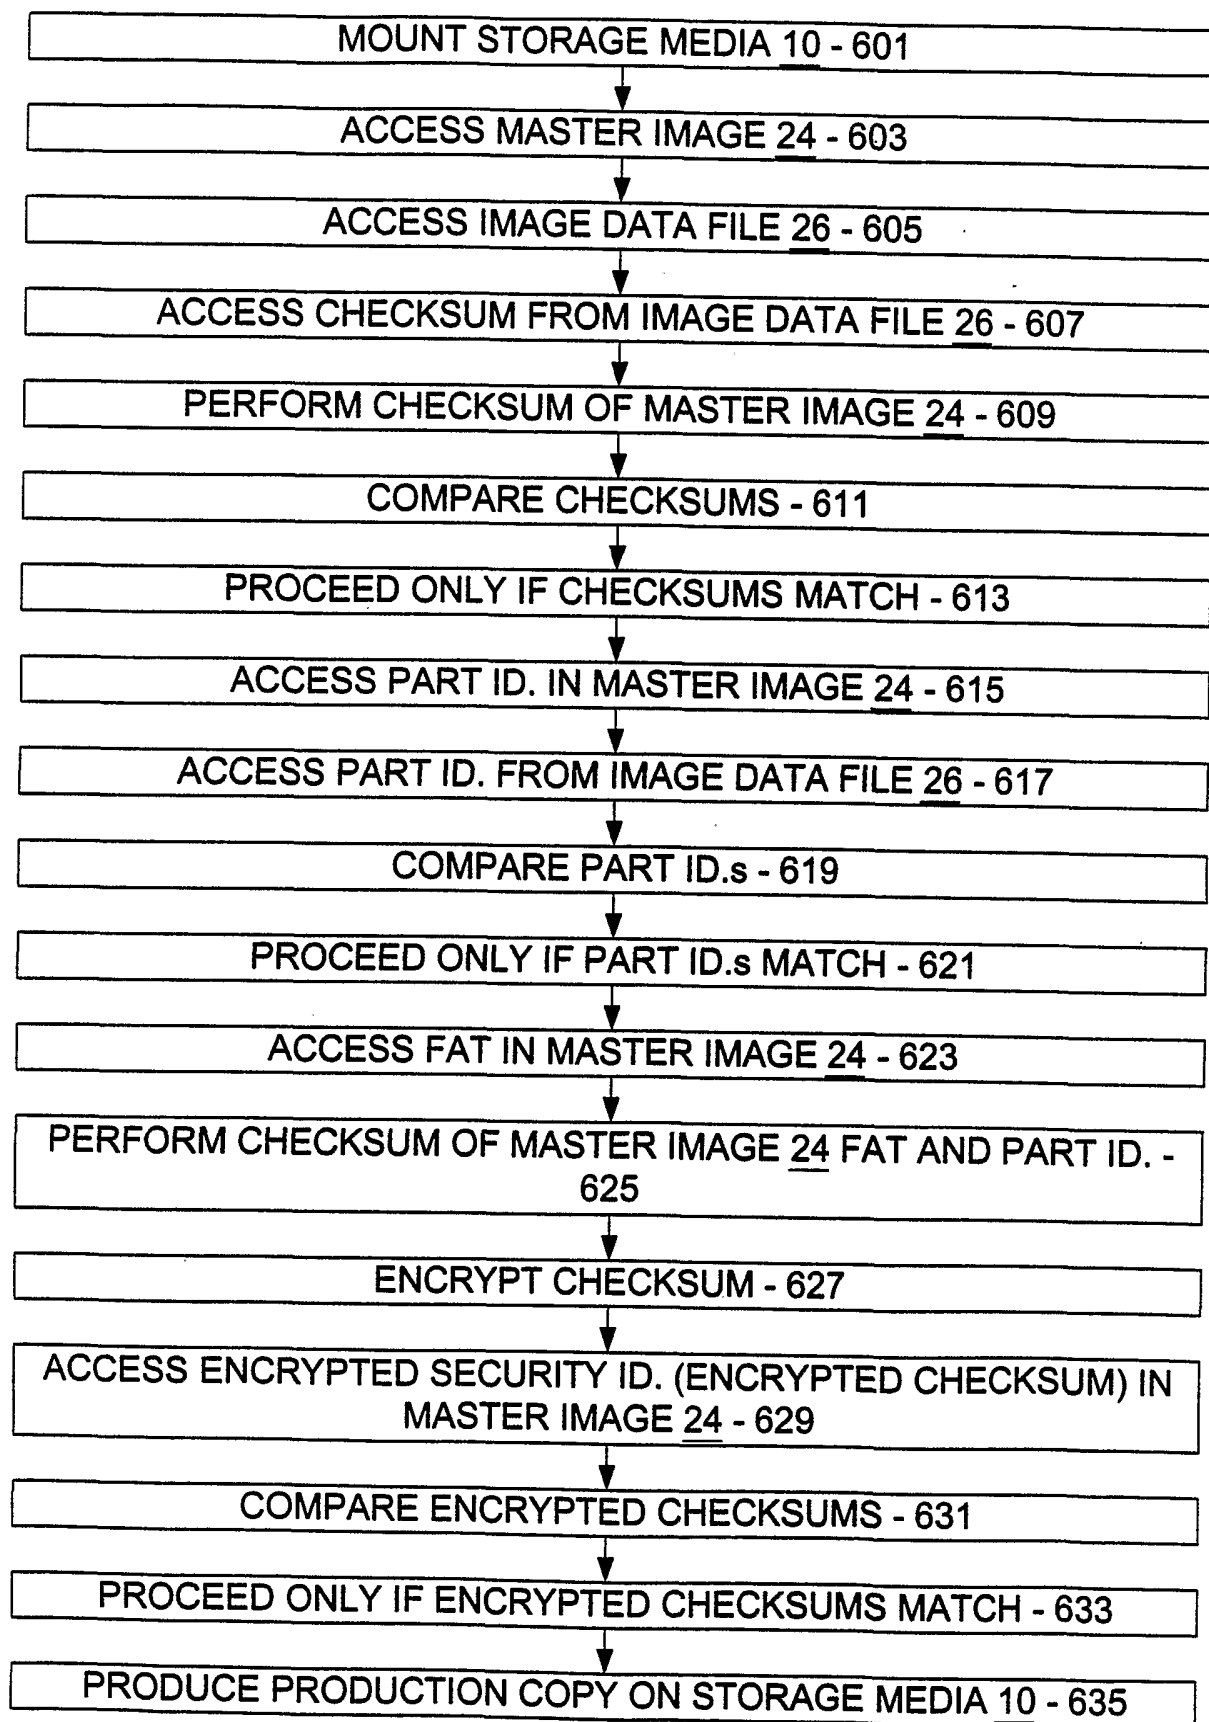 MOUNT STORAGE MEDIA 10 - 601
ACCESS MASTER IMAGE 24 - 603
ACCESS IMAGE DATA FILE 26 - 605
ACCESS CHECKSUM FROM IMAGE DATA FILE 26 - 607
PERFORM CHECKSUM OF MASTER IMAGE 24 - 609
COMPARE CHECKSUMS - 611
PROCEED ONLY IF CHECKSUMS MATCH - 613
ACCESS PART ID. IN MASTER IMAGE 24 - 615
ACCESS PART ID. FROM IMAGE DATA FILE 26 - 617
COMPARE PART ID.s - 619
PROCEED ONLY IF PART ID.s MATCH - 621
ACCESS FAT IN MASTER IMAGE 24 - 623
PERFORM CHECKSUM OF MASTER IMAGE 24 FAT AND PART ID. -
625
ENCRYPT CHECKSUM - 627
ACCESS ENCRYPTED SECURITY ID. (ENCRYPTED CHECKSUM) IN
MASTER IMAGE 24 - 629
COMPARE ENCRYPTED CHECKSUMS - 631
PROCEED ONLY IF ENCRYPTED CHECKSUMS MATCH - 633
PRODUCE PRODUCTION COPY ON STORAGE MEDIA 10 - 635